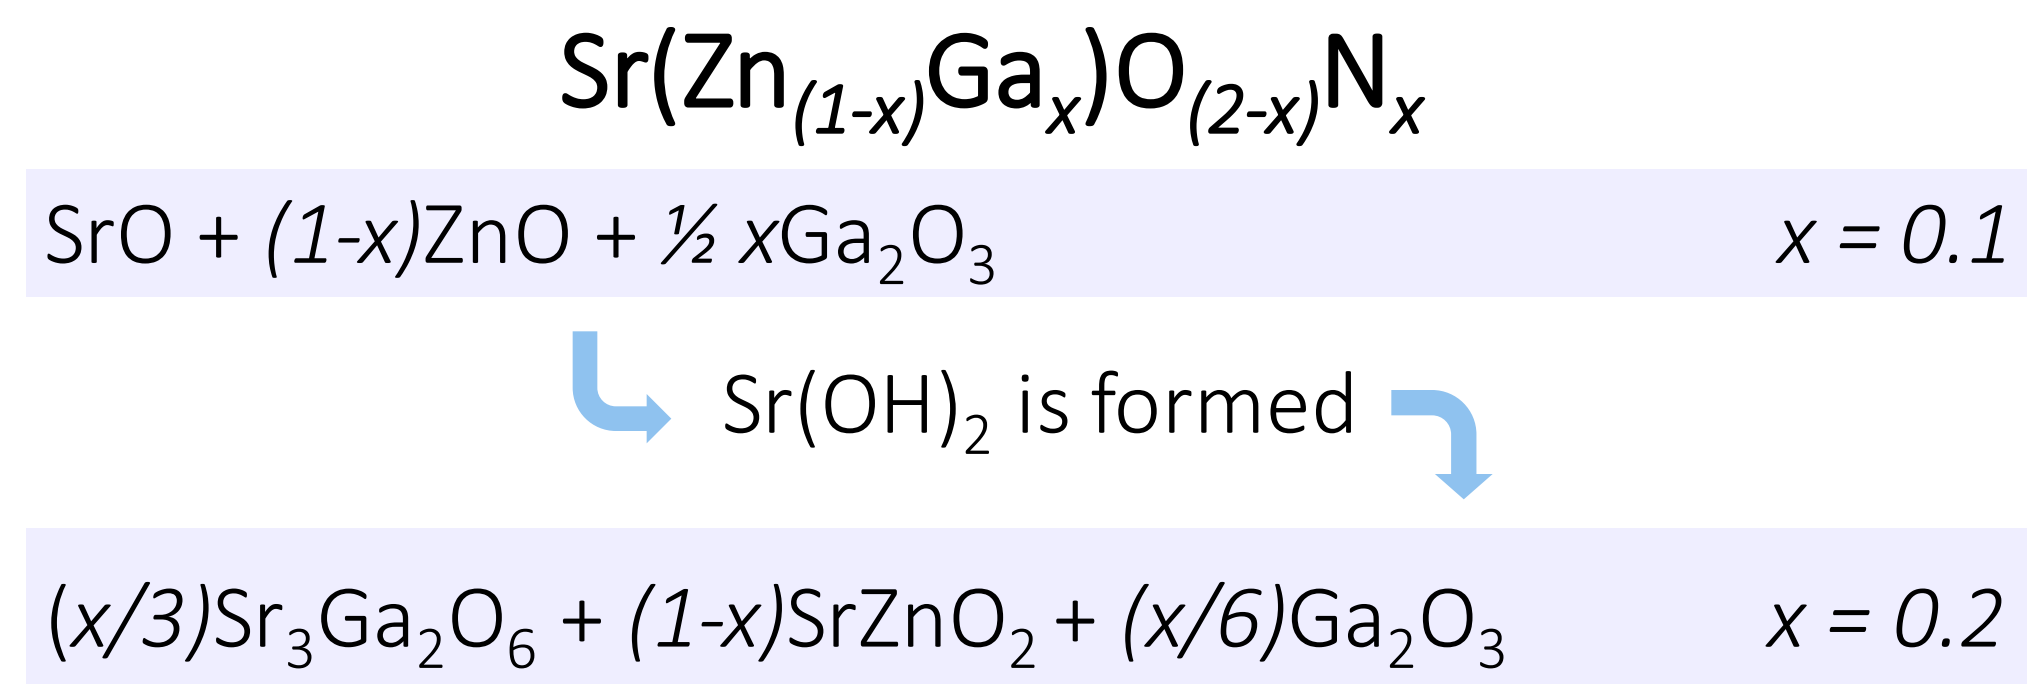 Sr(Zn(1-x)Gax)O(2-x)Nx
SrO + (1-x)ZnO + ½ xGa2O3 x = 0.1
Sr(OH)2 is formed
(x/3)Sr3Ga2O6 + (1-x)SrZnO2 + (x/6)Ga2O3 x = 0.2